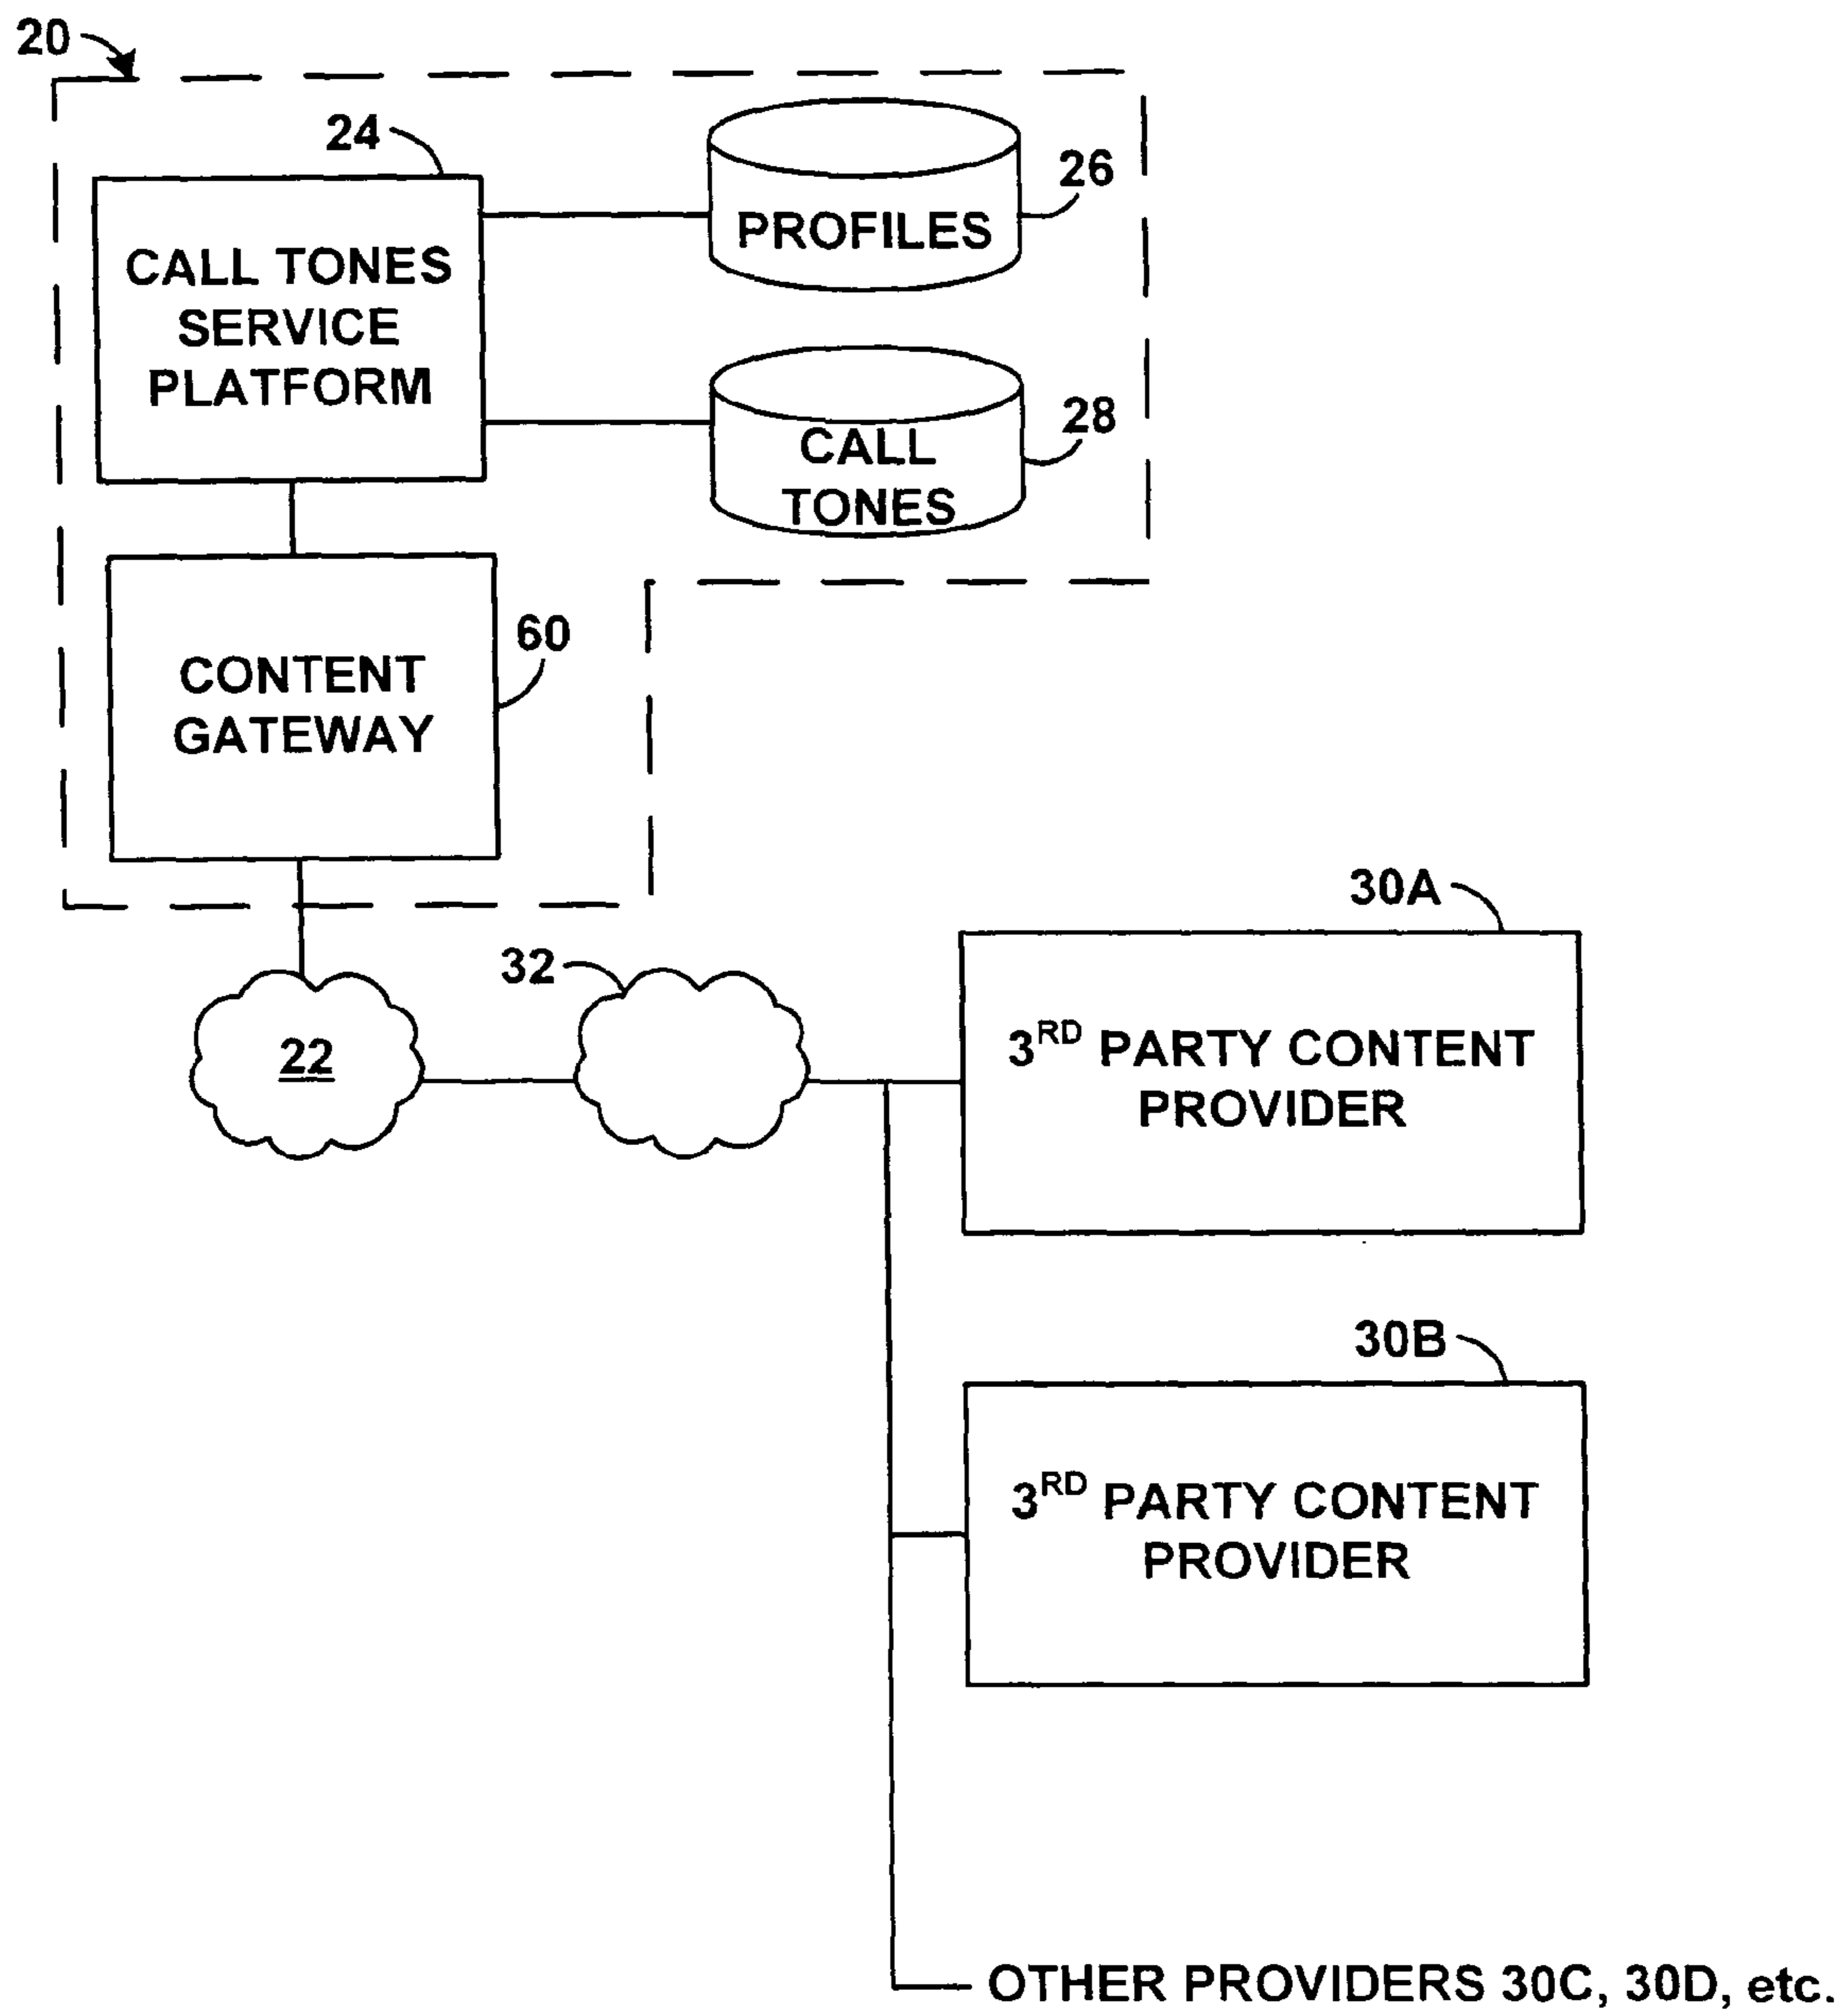 20
24
26
PROFILES
CALL TONES
SERVICE
PLATFORM
28
CALL
TONES
60
CONTENT
GATEWAY
30A
32
22
3RD PARTY CONTENT
PROVIDER
30B
3RD PARTY CONTENT
PROVIDER
OTHER PROVIDERS 30C, 30D, etc.